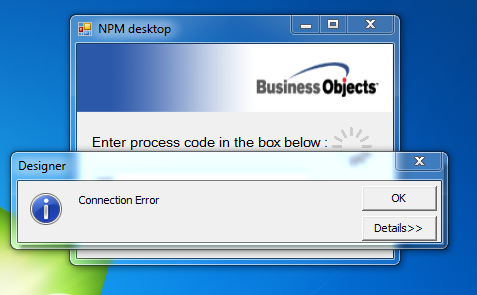 NPM desktop
Business Objects
Enter process code in the box below :
Designer
Connection Error
OK
Details>>